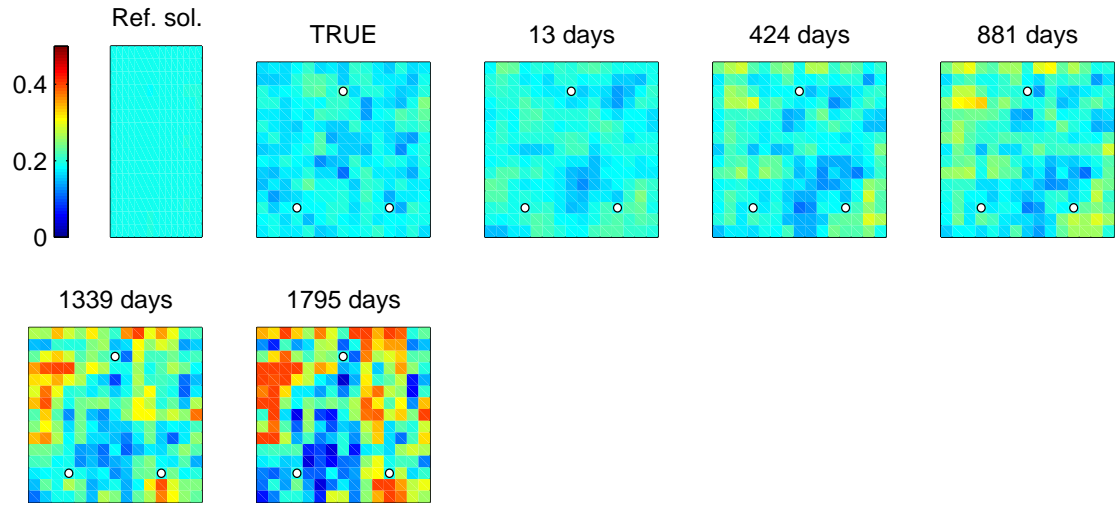 Ref. sol.
TRUE
13 days
424 days
881 days
0.4
0.2
0
1339 days
1795 days